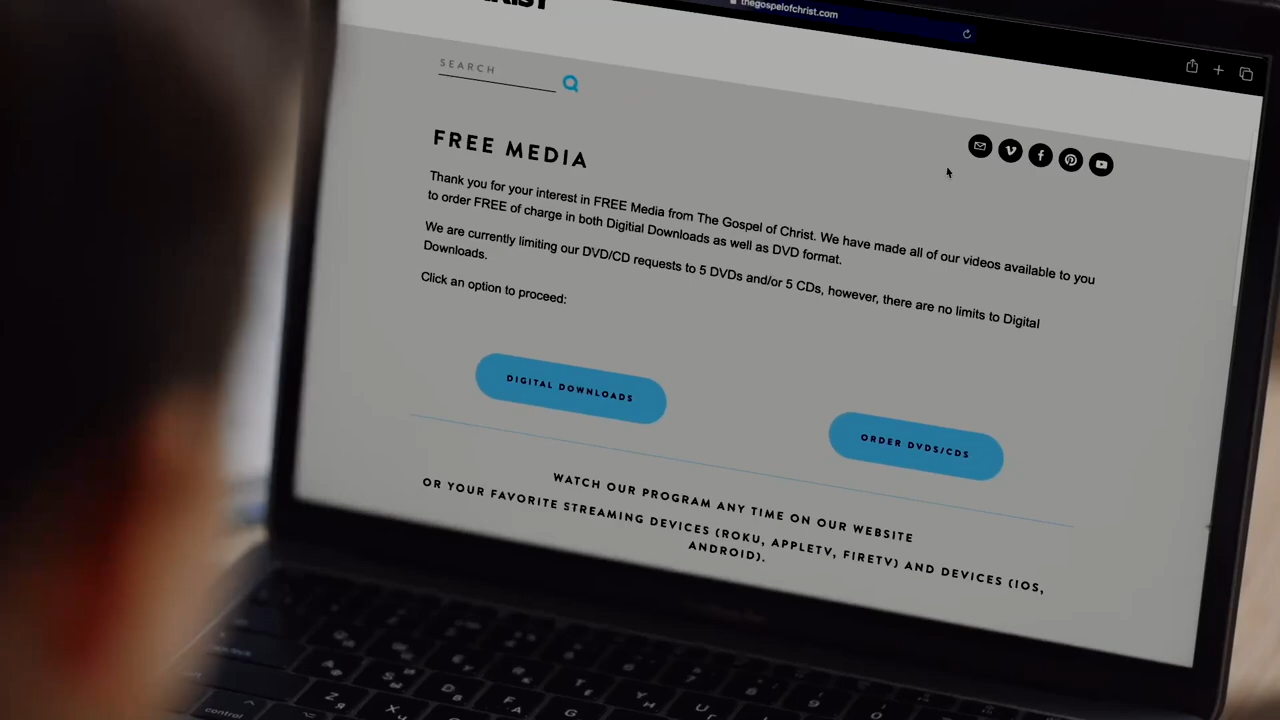 thegospelofchrist.com
SEARCH
FREE MEDIA
Thank you for your interest in FREE Media from The Gospel of Christ. We have made all of our videos available to you
to order FREE of charge in both Digitial Downloads as well as DVD format.
We are currently limiting our DVD/CD requests to 5 DVDs and/or 5 CDs, however, there are no limits to Digital
Downloads.
Click an option to proceed:
DIGITAL DOWNLOADS
ORDER DVDS/CDS
WATCH OUR PROGRAM ANY TIME ON OUR WEBSITE
OR YOUR FAVORITE STREAMING DEVICES (ROKU, APPLETV, FIRETV) AND DEVICES (IOS,
ANDROID).
control